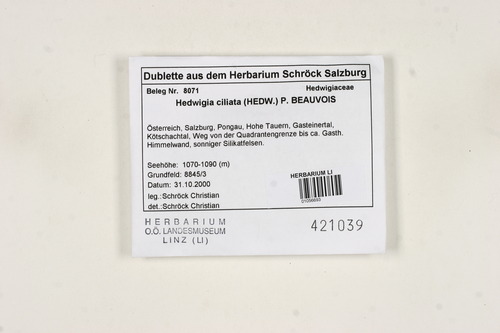 Dublette aus dem Herbarium Schröck Salzburg
Beleg Nr. 8071 Hedwigiaceae
Hedwigia ciliata (HEDW.) P. BEAUVOIS
Österreich, Salzburg, Pongau, Hohe Tauern, Gasteinertal,
Kötschachtal, Weg von der Quadrantengrenze bis ca. Gasth.
Himmelwand, sonniger Silikatfelsen.
Seehöhe: 1070-1090 (m)
Grundfeld: 8845/3
Datum: 31.10.2000
leg.:Schröck Christian
det.:Schröck Christian
HERBARIUM LI
HERBARIUM
O.Ö. LANDESMUSEUM
LINZ (LI)
421039